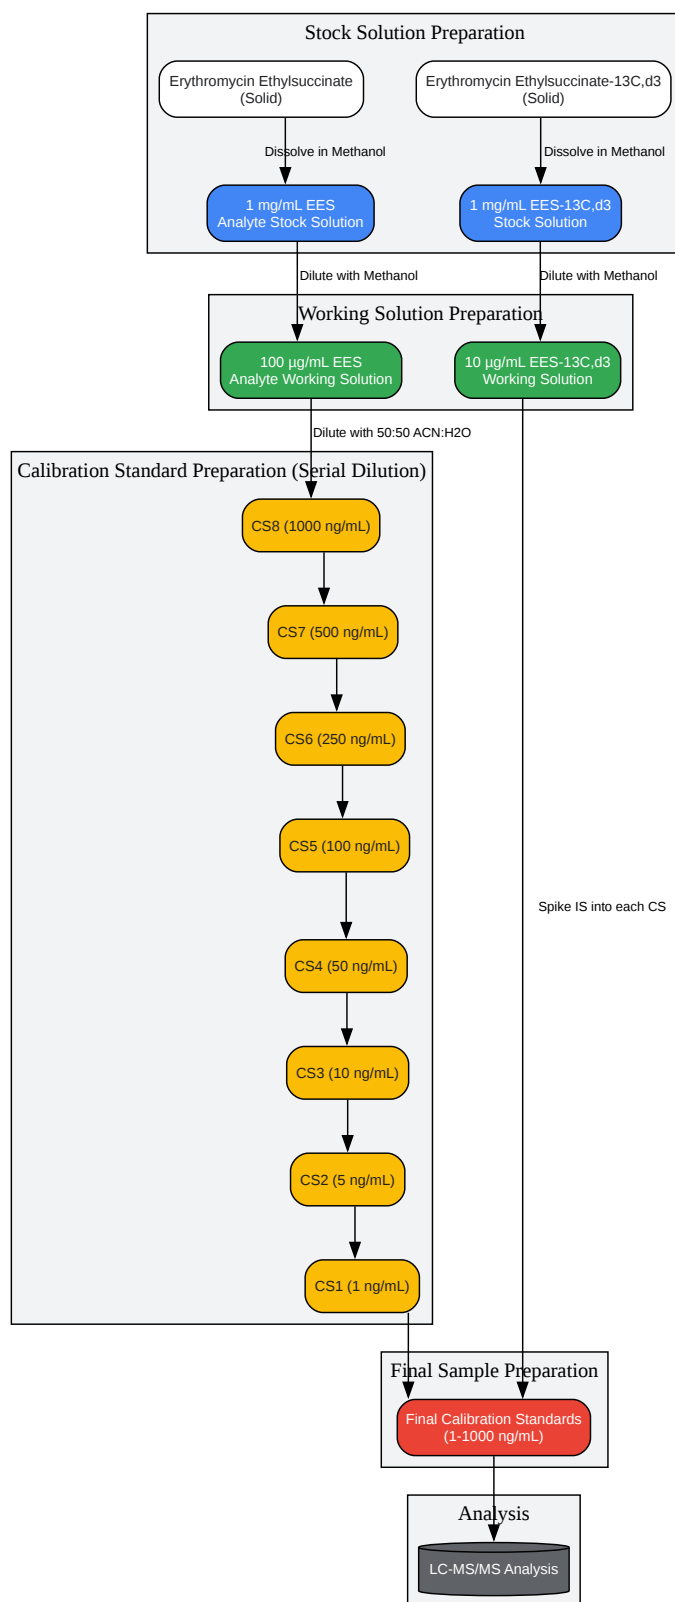 Stock Solution Preparation
Erythromycin Ethylsuccinate
(Solid)
Erythromycin Ethylsuccinate-13C,d3
(Solid)
Dissolve in Methanol
Dissolve in Methanol
1 mg/mL EES
Analyte Stock Solution
1 mg/mL EES-13C,d3
Stock Solution
Dilute with Methanol
Dilute with Methanol
Working Solution Preparation
100 µg/mL EES
Analyte Working Solution
10 µg/mL EES-13C,d3
Working Solution
Dilute with 50:50 ACN:H2O
Calibration Standard Preparation (Serial Dilution)
CS8 (1000 ng/mL)
CS7 (500 ng/mL)
CS6 (250 ng/mL)
CS5 (100 ng/mL)
Spike IS into each CS
CS4 (50 ng/mL)
CS3 (10 ng/mL)
CS2 (5 ng/mL)
CS1 (1 ng/mL)
Final Sample Preparation
Final Calibration Standards
(1-1000 ng/mL)
Analysis
LC-MS/MS Analysis